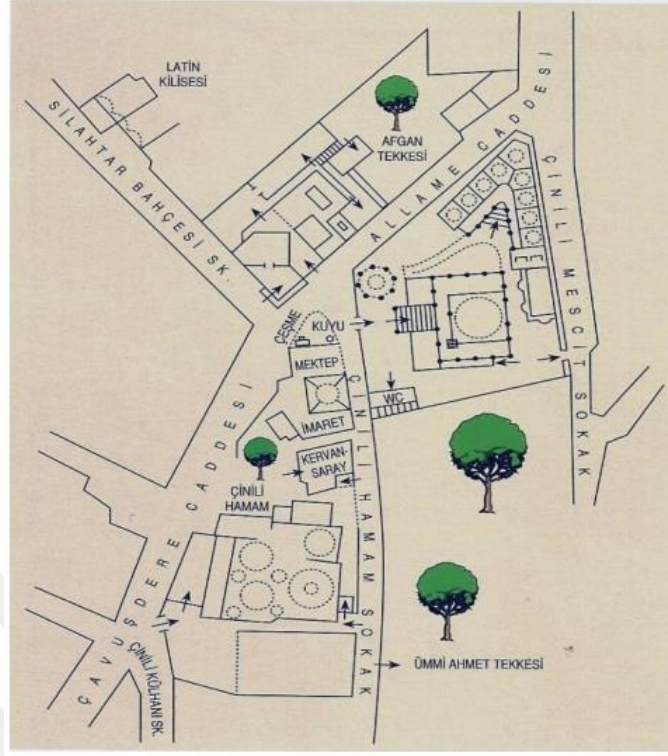 LATİN
KİLİSESİ
SİLAHTAR BAHÇESİ SK.
AFGAN
TEKKESİ
ALLAME CADDESİ
ÇİNİLİ MESCİT SOKAK
ÇEŞME
KUYU
MEKTEP
WC
İMARET
KERVAN-
SARAY
ÇİNİLİ
HAMAM
ÇİNİLİ HAMAM SOKAK
ÇAVUŞDERE CADDESİ
ÇİNİLİ KÜLHANI SK.
ÜMMİ AHMET TEKKESİ